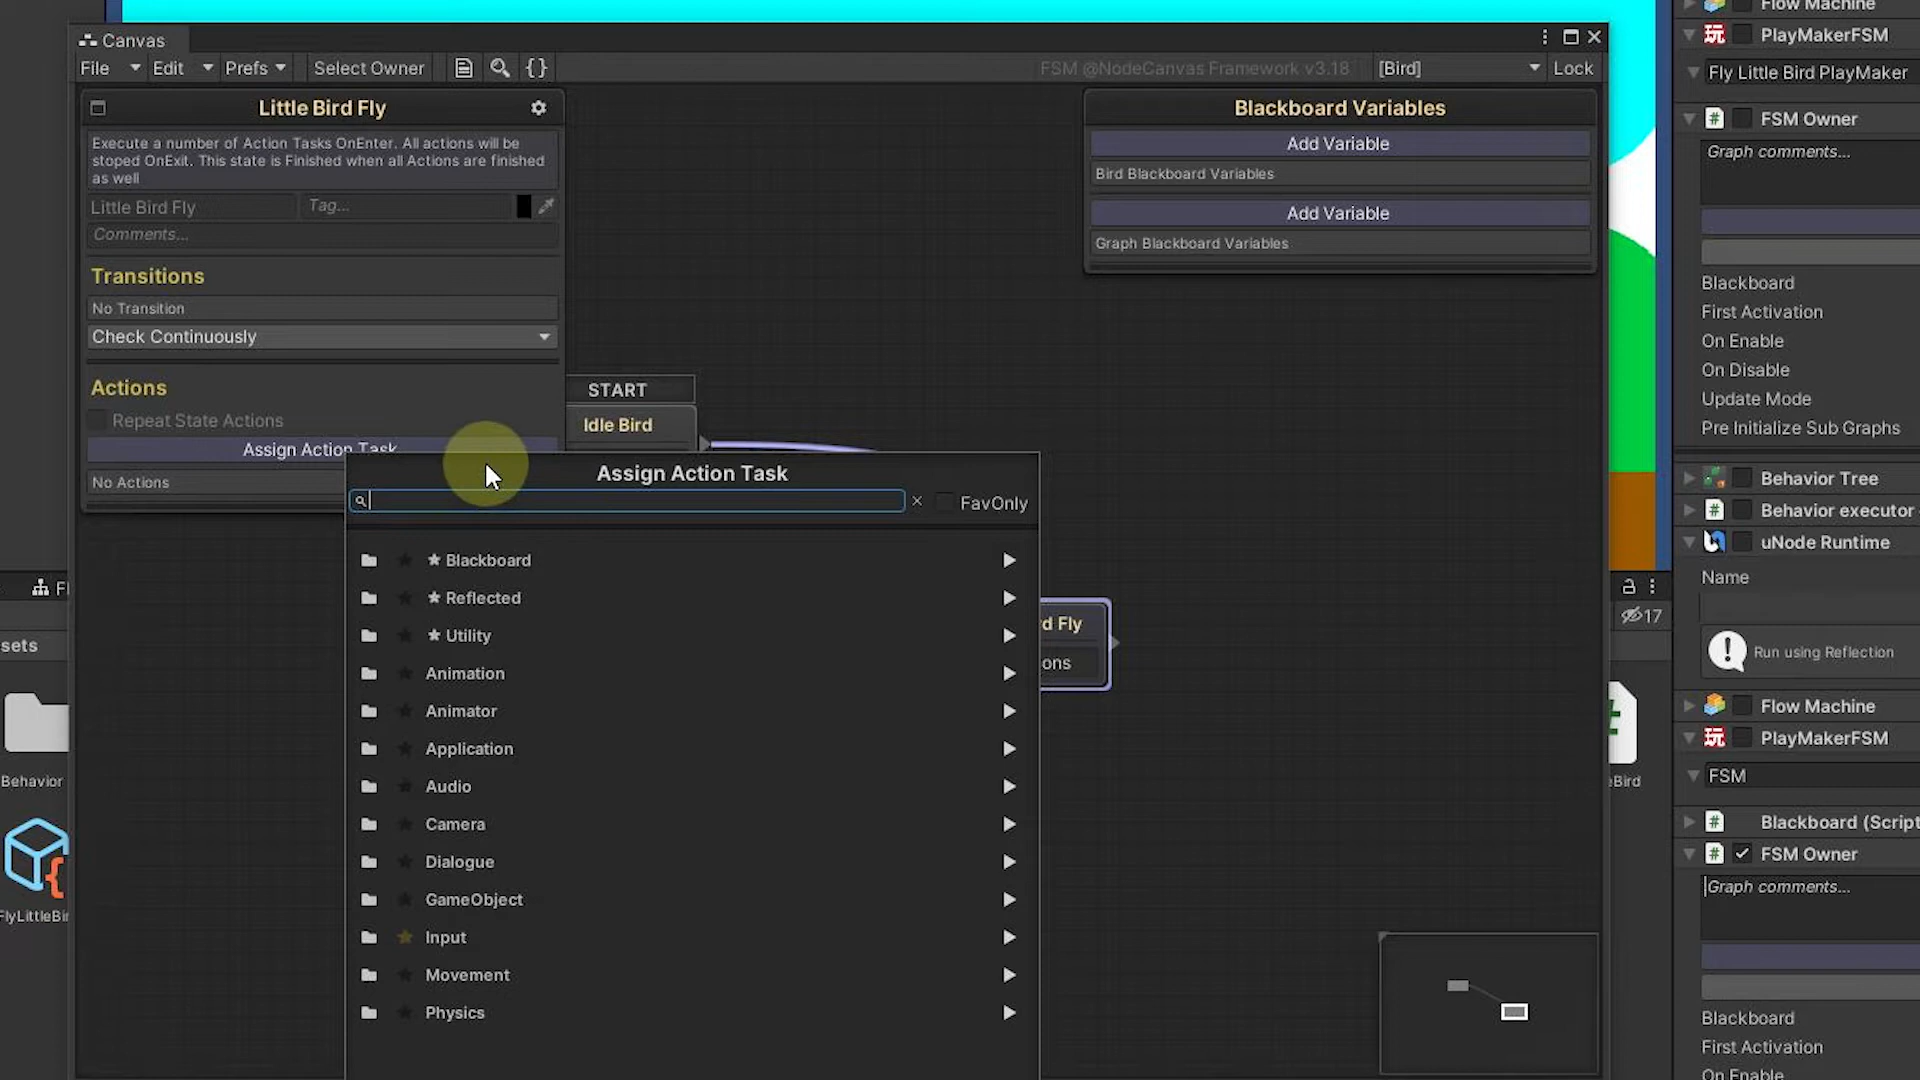 Canvas
File
Edit
Prefs
Select Owner
{}
FSM @NodeCanvas Framework v3.18
[Bird]
Lock
Little Bird Fly
Execute a number of Action Tasks OnEnter. All actions will be
stoped OnExit. This state is Finished when all Actions are finished
as well
Little Bird Fly
Tag...
Comments...
Transitions
No Transition
Check Continuously
Actions
Repeat State Actions
Assign Action Task
No Actions
START
Idle Bird
Blackboard Variables
Add Variable
Bird Blackboard Variables
Add Variable
Graph Blackboard Variables
Assign Action Task
FavOnly
Blackboard
Reflected
Utility
Animation
Animator
Application
Audio
Camera
Dialogue
GameObject
Input
Movement
Physics
rd Fly
ons
Fl
sets
Behavior
FlyLittleBir
17
eBird
Flow Machine
PlayMakerFSM
Fly Little Bird PlayMaker
FSM Owner
Graph comments...
Blackboard
First Activation
On Enable
On Disable
Update Mode
Pre Initialize Sub Graphs
Behavior Tree
Behavior executor
uNode Runtime
Name
Run using Reflection
Flow Machine
PlayMakerFSM
FSM
Blackboard (Script
FSM Owner
Graph comments...
Blackboard
First Activation
On Enable